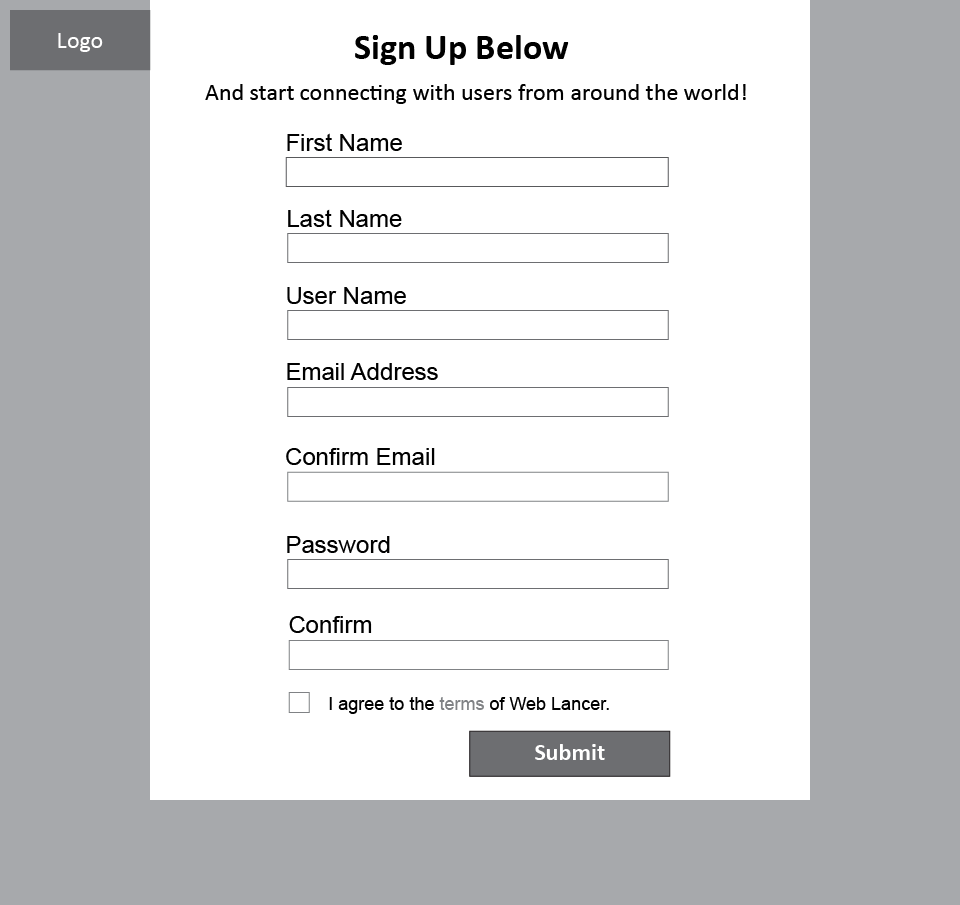 Logo
Sign Up Below
And start connecting with users from around the world!
First Name
Last Name
User Name
Email Address
Confirm Email
Password
Confirm
I agree to the terms of Web Lancer.
Submit